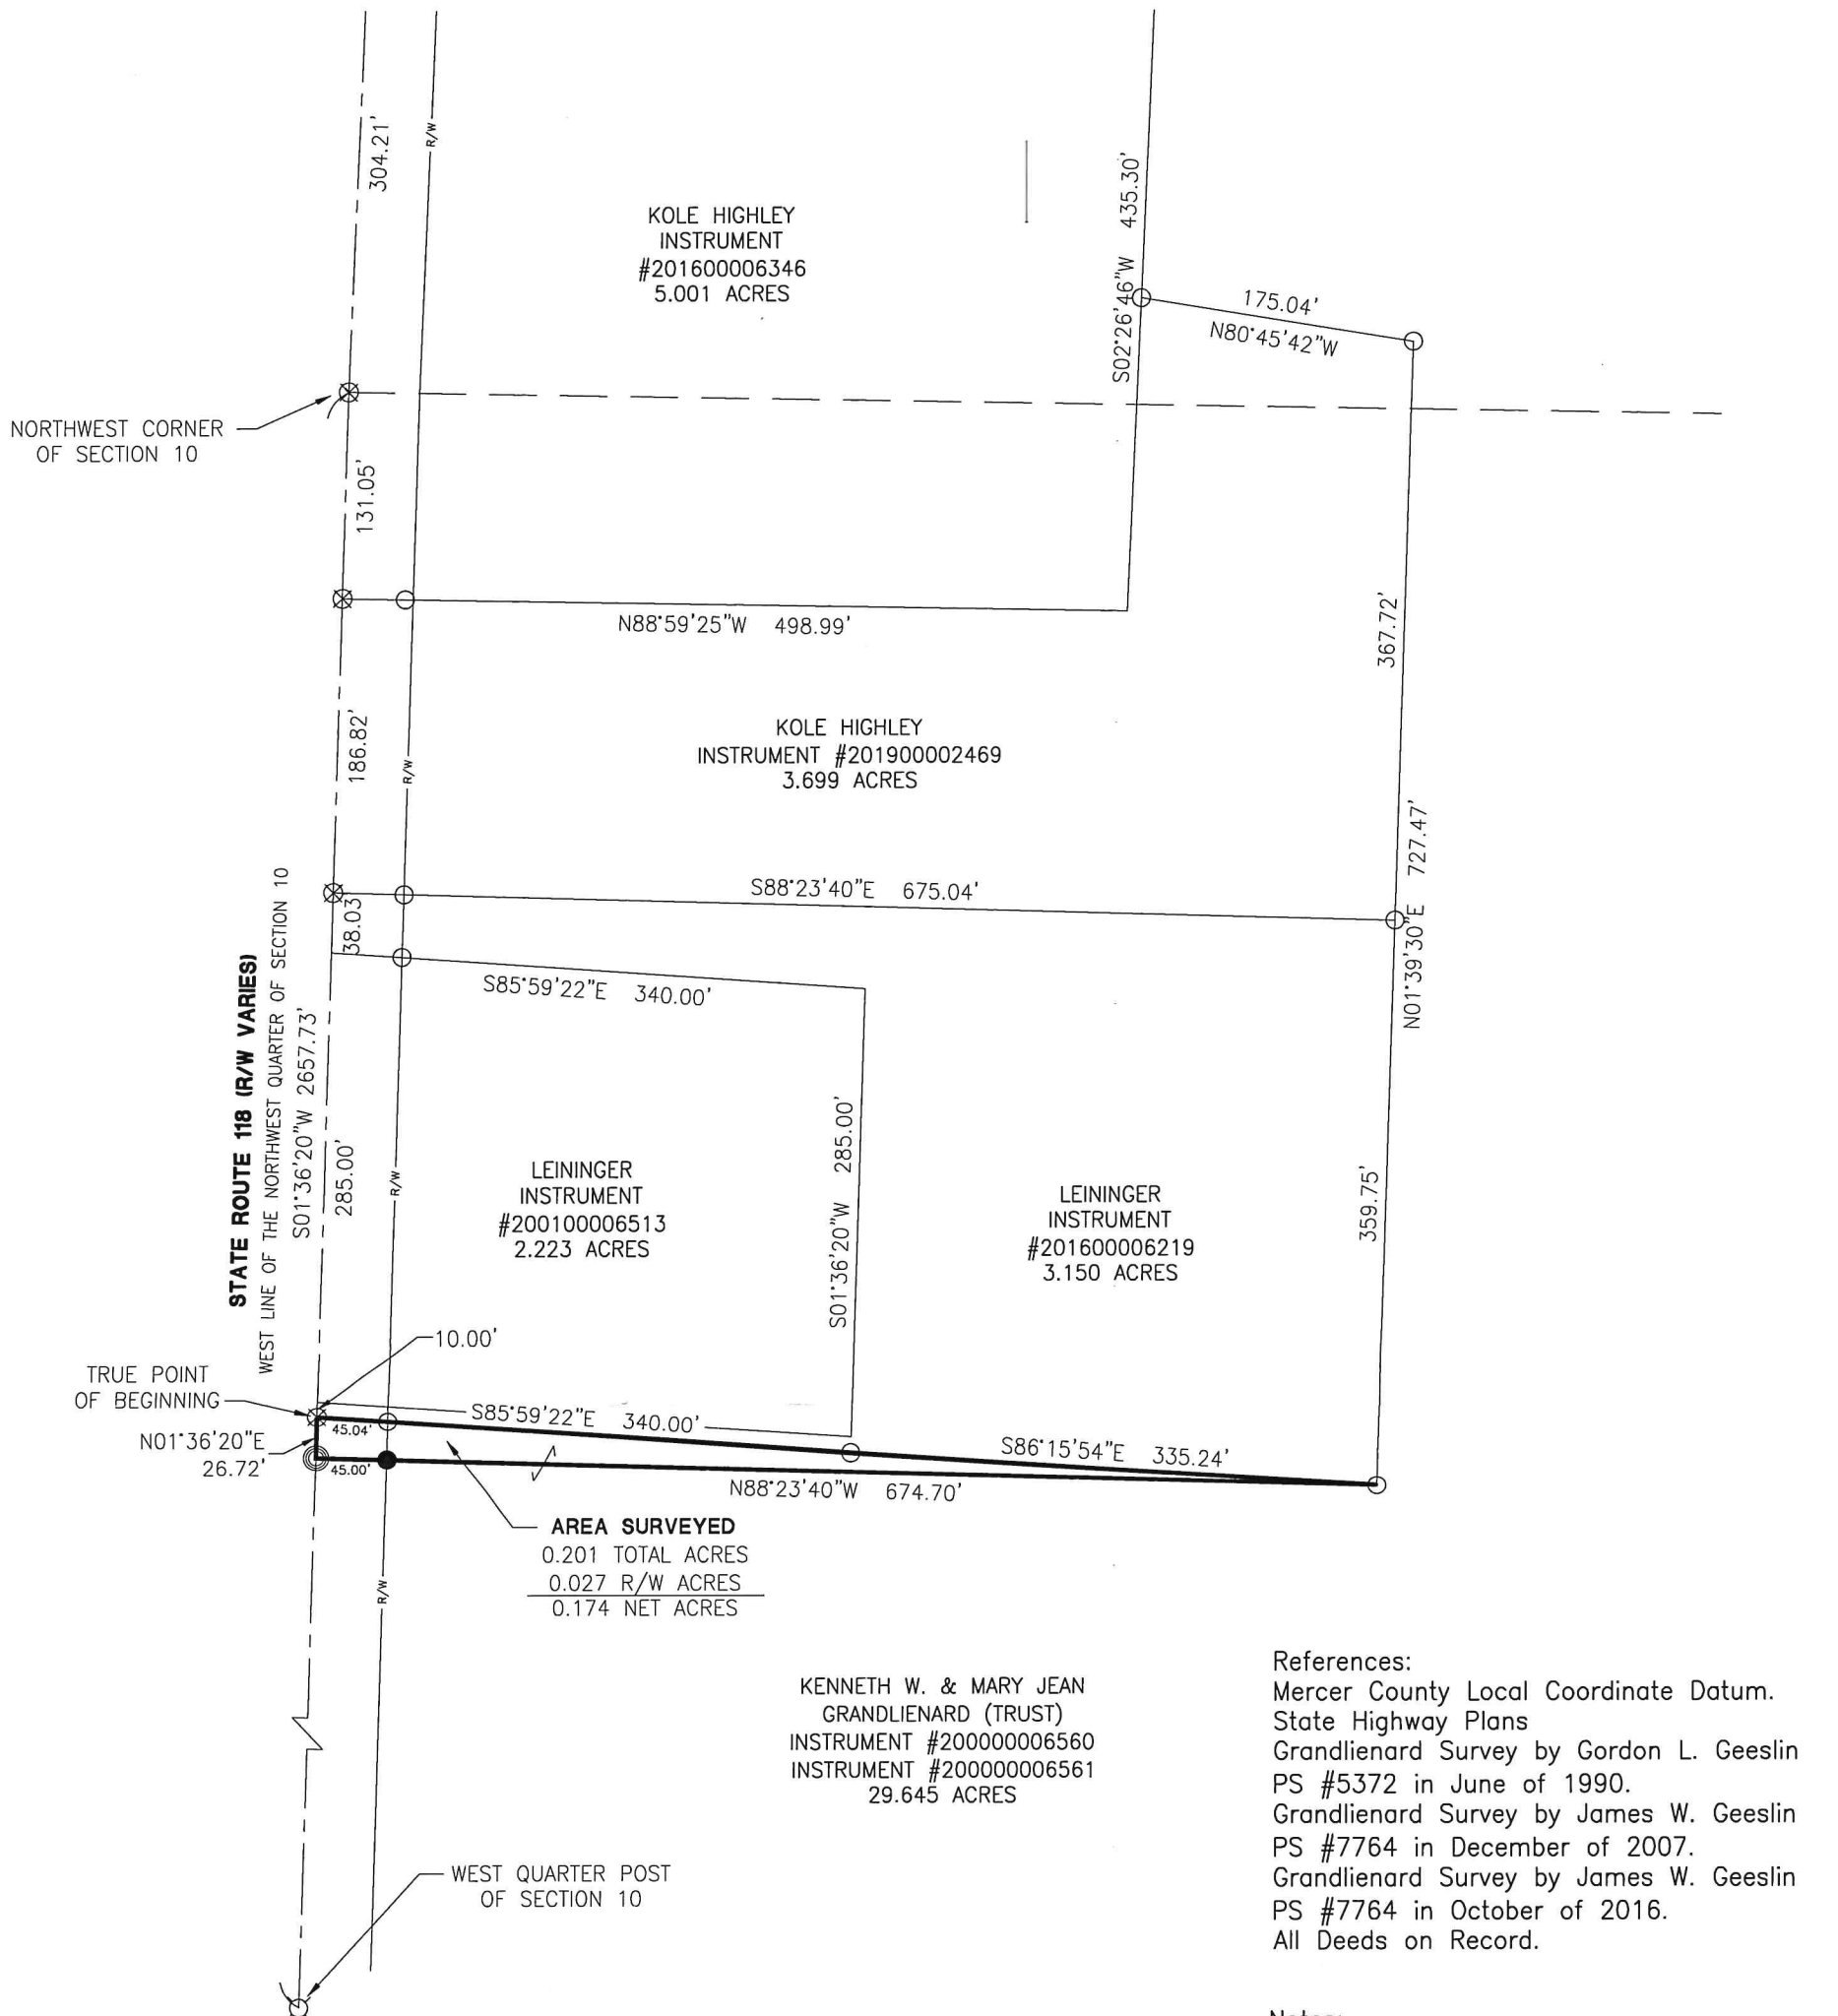 304.21'
R/W
KOLE HIGHLEY
INSTRUMENT
#201600006346
5.001 ACRES
S02°26'46"W 435.30'
175.04'
N80°45'42"W
NORTHWEST CORNER
OF SECTION 10
131.05'
N88°59'25"W 498.99'
367.72'
186.82'
R/W
KOLE HIGHLEY
INSTRUMENT #201900002469
3.699 ACRES
N01°39'30"E 727.47'
S88°23'40"E 675.04'
38.03'
S85°59'22"E 340.00'
STATE ROUTE 118 (R/W VARIES)
WEST LINE OF THE NORTHWEST QUARTER OF SECTION 10
S01°36'20"W 2657.73'
285.00'
R/W
LEININGER
INSTRUMENT
#200100006513
2.223 ACRES
S01°36'20"W 285.00'
LEININGER
INSTRUMENT
#201600006219
3.150 ACRES
359.75'
10.00'
TRUE POINT
OF BEGINNING
S85°59'22"E 340.00'
45.04'
N01°36'20"E
26.72'
45.00'
S86°15'54"E 335.24'
N88°23'40"W 674.70'
AREA SURVEYED
0.201 TOTAL ACRES
0.027 R/W ACRES
0.174 NET ACRES
R/W
KENNETH W. & MARY JEAN
GRANDLIENARD (TRUST)
INSTRUMENT #200000006560
INSTRUMENT #200000006561
29.645 ACRES
WEST QUARTER POST
OF SECTION 10
References:
Mercer County Local Coordinate Datum.
State Highway Plans
Grandlienard Survey by Gordon L. Geeslin
PS #5372 in June of 1990.
Grandlienard Survey by James W. Geeslin
PS #7764 in December of 2007.
Grandlienard Survey by James W. Geeslin
PS #7764 in October of 2016.
All Deeds on Record.